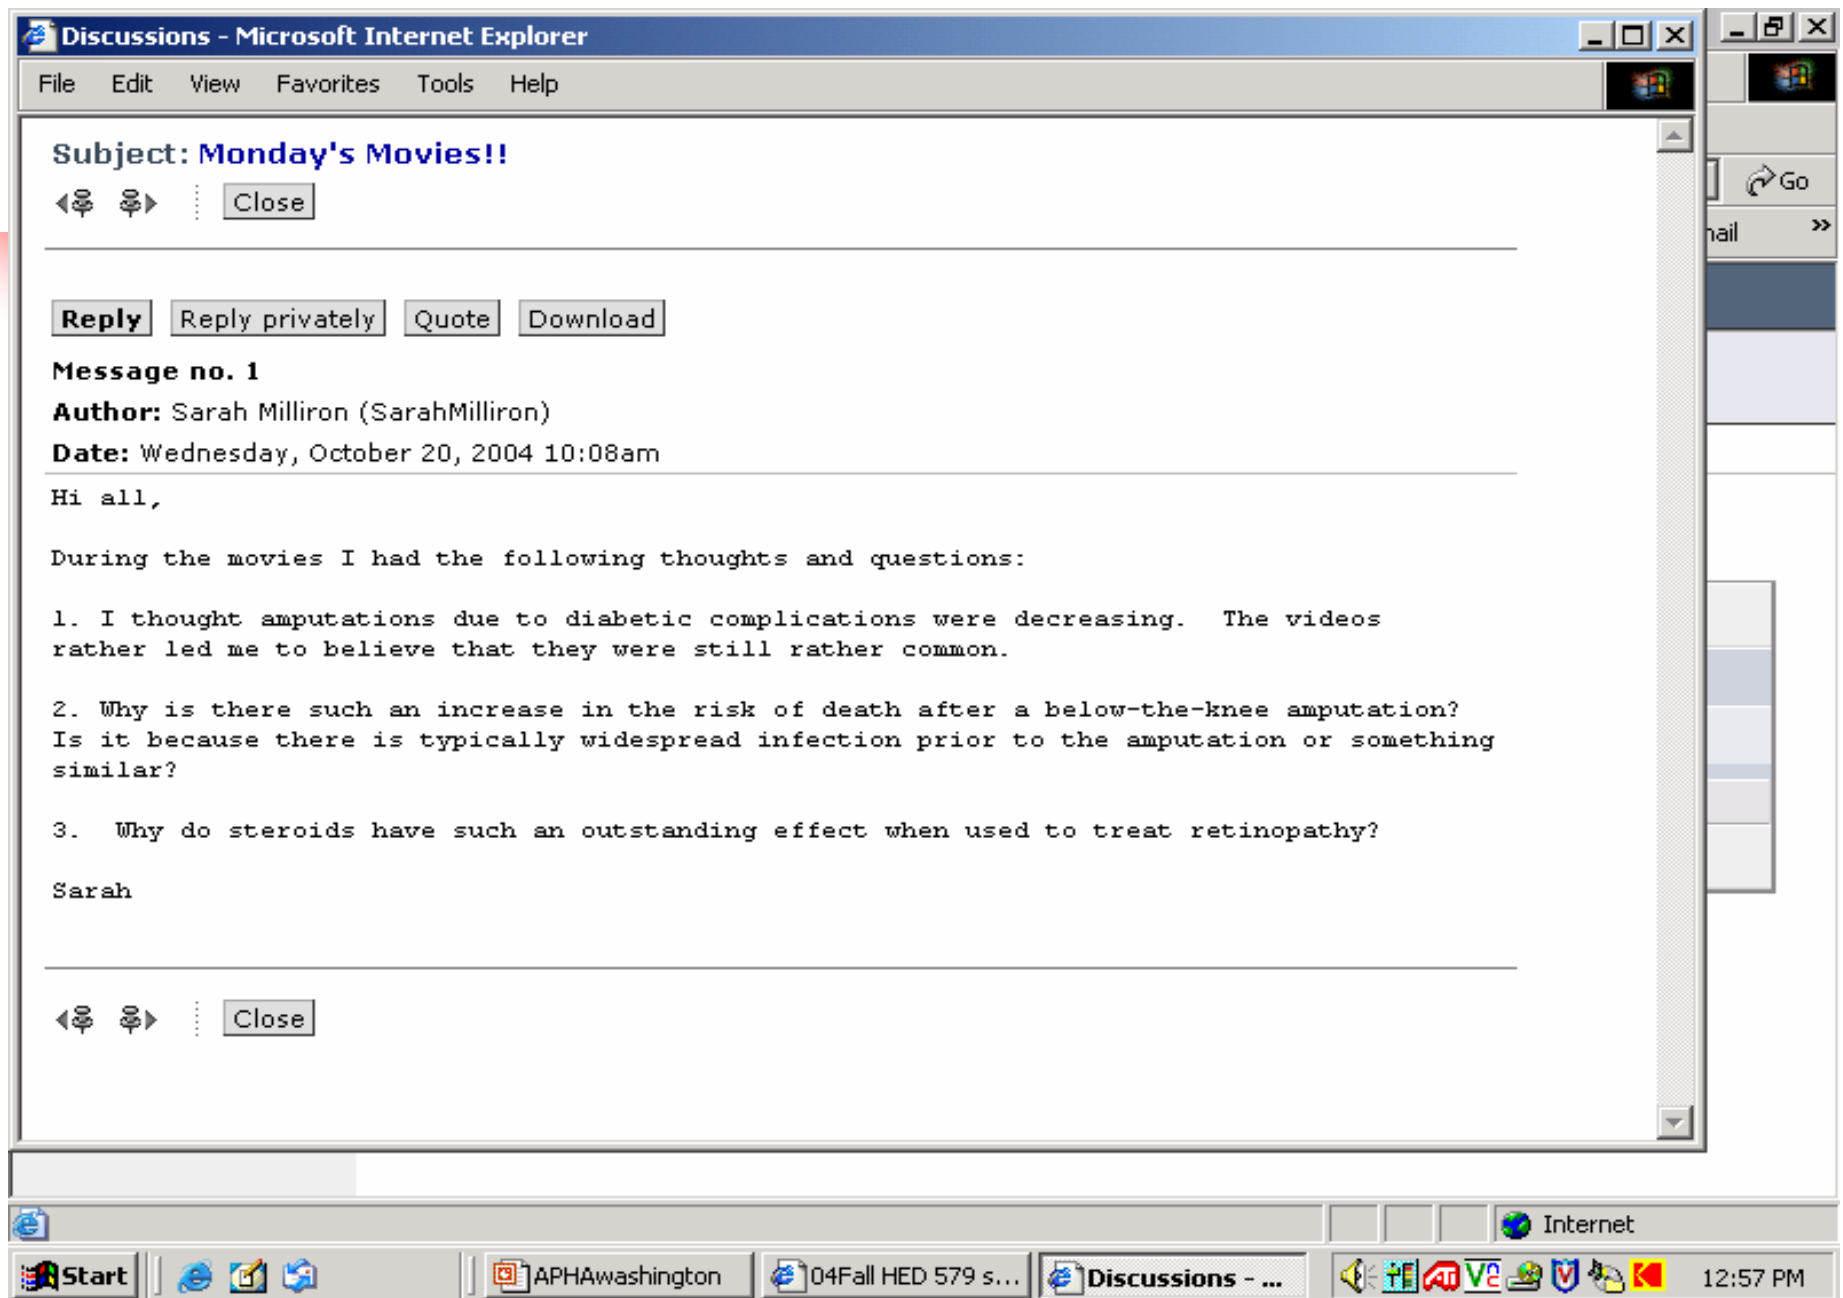 Discussions - Microsoft Internet Explorer
File Edit View Favorites Tools Help
Subject: Monday's Movies!!
Close
Go
Reply Reply privately Quote Download
Message no. 1
Author: Sarah Milliron (SarahMilliron)
Date: Wednesday, October 20, 2004 10:08am
Hi all,
During the movies I had the following thoughts and questions:
1. I thought amputations due to diabetic complications were decreasing. The videos
rather led me to believe that they were still rather common.
2. Why is there such an increase in the risk of death after a below-the-knee amputation?
Is it because there is typically widespread infection prior to the amputation or something
similar?
3. Why do steroids have such an outstanding effect when used to treat retinopathy?
Sarah
Close
Internet
Start APHAwashington 04Fall HED 579 s... Discussions - ... 12:57 PM